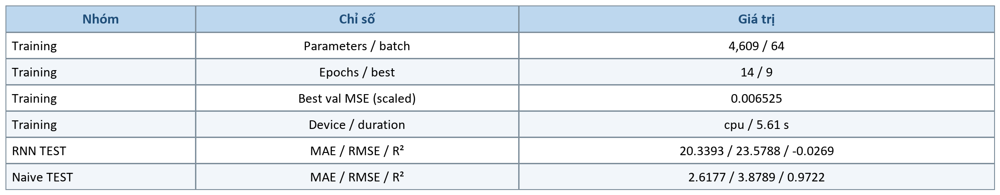 Nhóm Chỉ số Giá trị
Training Parameters / batch 4,609 / 64
Training Epochs / best 14 / 9
Training Best val MSE (scaled) 0.006525
Training Device / duration cpu / 5.61 s
RNN TEST MAE / RMSE / R² 20.3393 / 23.5788 / -0.0269
Naive TEST MAE / RMSE / R² 2.6177 / 3.8789 / 0.9722